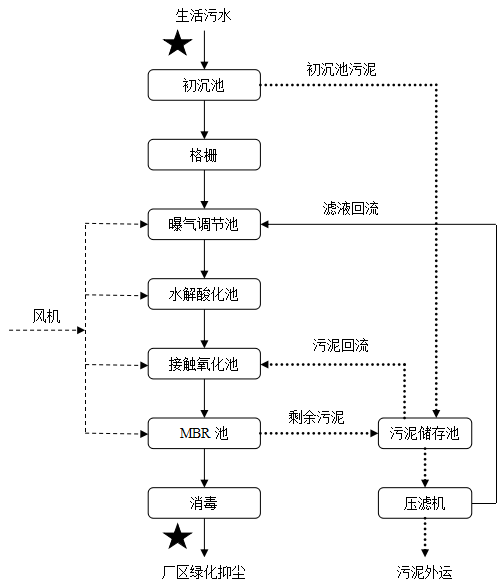 生活污水
初沉池污泥
初沉池
格栅
滤液回流
曝气调节池
水解酸化池
风机
污泥回流
接触氧化池
剩余污泥
MBR 池
污泥储存池
消毒
压滤机
厂区绿化抑尘
污泥外运